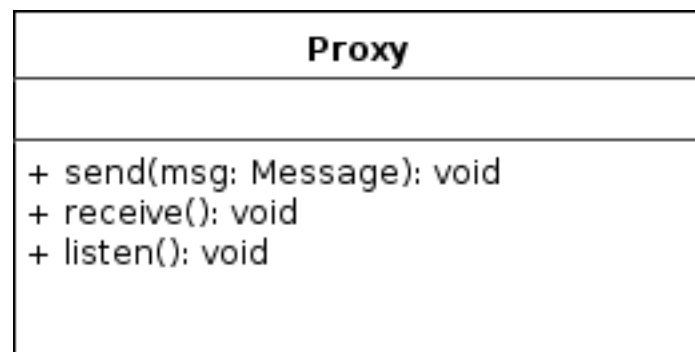 Proxy
+ send(msg: Message): void
+ receive(): void
+ listen(): void